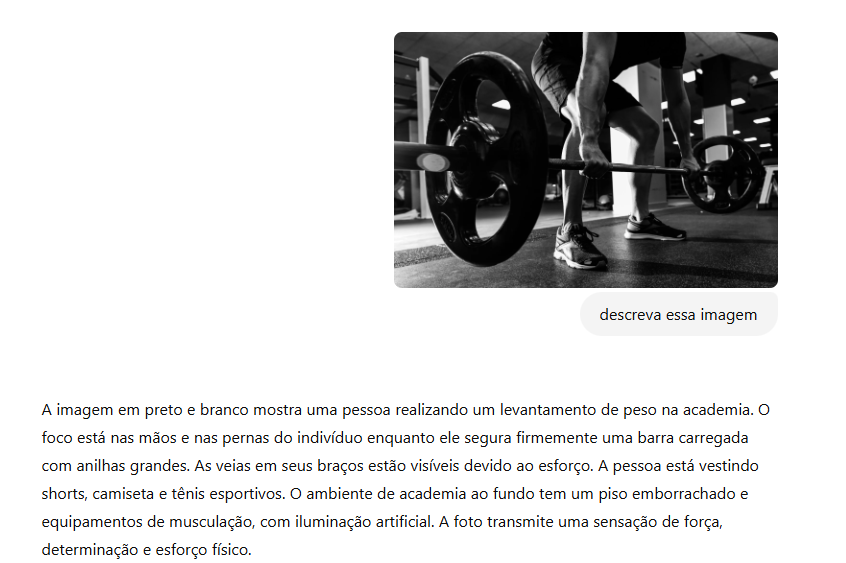 descreva essa imagem
A imagem em preto e branco mostra uma pessoa realizando um levantamento de peso na academia. O
foco está nas mãos e nas pernas do indivíduo enquanto ele segura firmemente uma barra carregada
com anilhas grandes. As veias em seus braços estão visíveis devido ao esforço. A pessoa está vestindo
shorts, camiseta e tênis esportivos. O ambiente de academia ao fundo tem um piso emborrachado e
equipamentos de musculação, com iluminação artificial. A foto transmite uma sensação de força,
determinação e esforço físico.